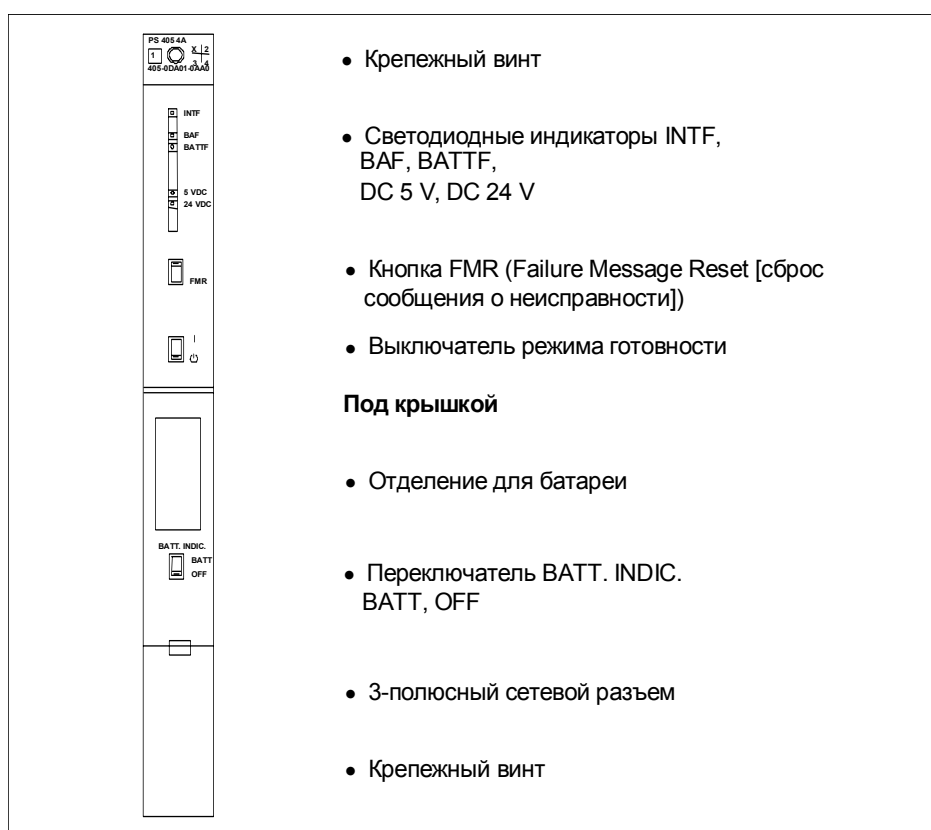 PS 405 4A
1
X 2
3 4
405-0DA01-0AA0
INTF
BAF
BATTF
5 VDC
24 VDC
FMR
I
BATT. INDIC.
BATT
OFF
• Крепежный винт
• Светодиодные индикаторы INTF,
BAF, BATTF,
DC 5 V, DC 24 V
• Кнопка FMR (Failure Message Reset [сброс
сообщения о неисправности])
• Выключатель режима готовности
Под крышкой
• Отделение для батареи
• Переключатель BATT. INDIC.
BATT, OFF
• 3-полюсный сетевой разъем
• Крепежный винт